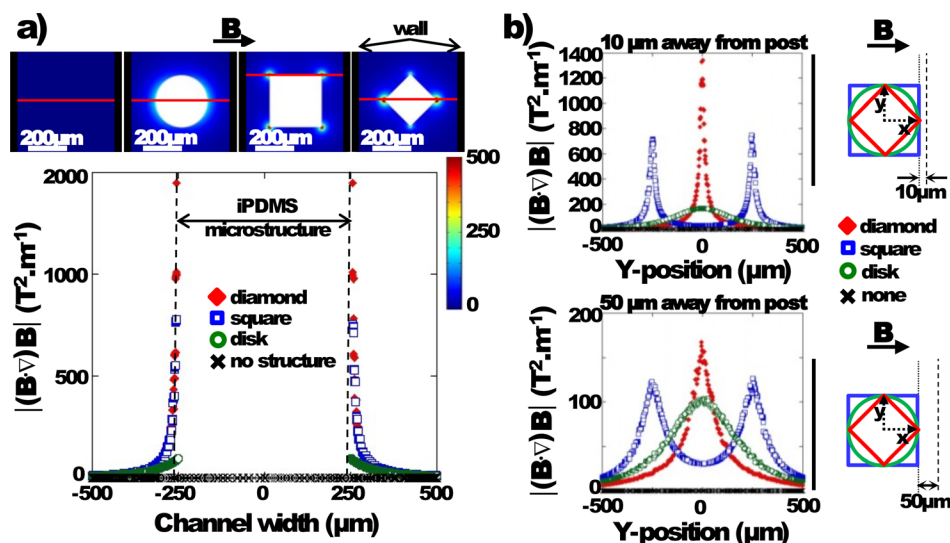 a)
B
wall
200µm
200µm
200µm
200µm
500
250
0
2000
1000
500
0
iPDMS
microstructure
diamond
square
disk
no structure
|(B·∇)B| (T².m⁻¹)
-500
-250
0
250
500
Channel width (µm)
b)
10 µm away from post
1400
1200
1000
800
600
400
200
0
|(B·∇)B| (T².m⁻¹)
-500
0
500
Y-position (µm)
B
y
x
10µm
diamond
square
disk
none
50 µm away from post
200
100
0
|(B·∇)B| (T².m⁻¹)
-500
0
500
Y-position (µm)
B
y
x
50µm